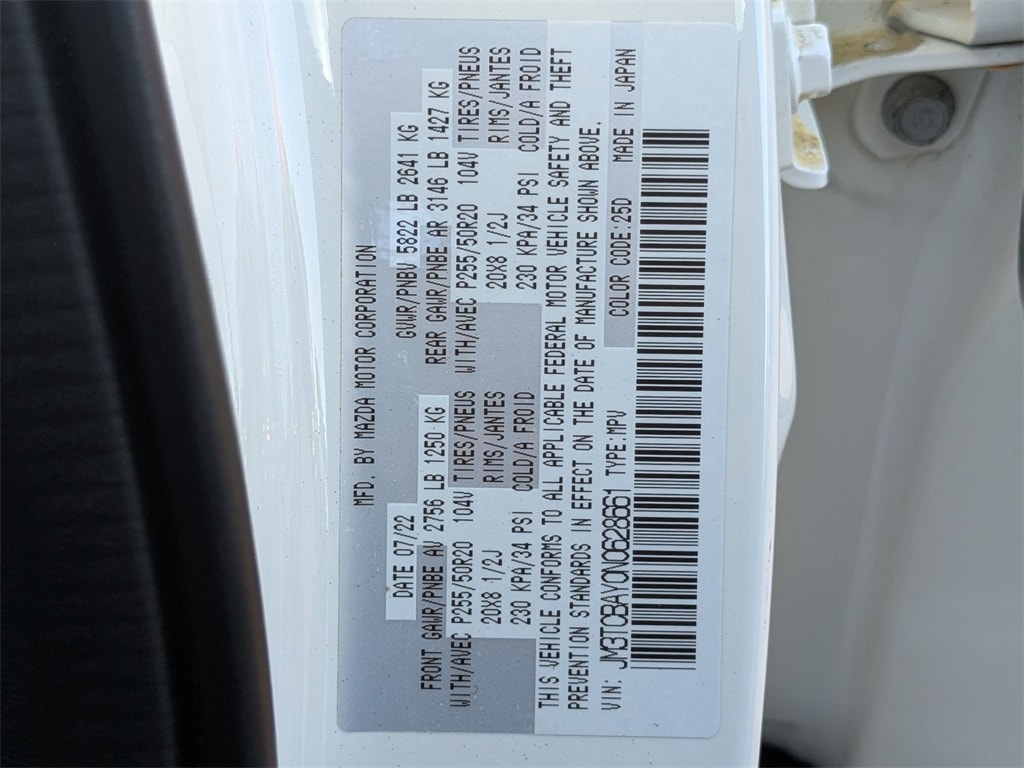 MFD. BY MAZDA MOTOR CORPORATION
DATE 07/22 GVWR/PNBV 5822 LB 2641 KG
FRONT GAWR/PNBE AV 2756 LB 1250 KG REAR GAWR/PNBE AR 3146 LB 1427 KG
WITH/AVEC P255/50R20 104V TIRES/PNEUS WITH/AVEC P255/50R20 104V TIRES/PNEUS
20X8 1/2J RIMS/JANTES 20X8 1/2J RIMS/JANTES
230 KPA/34 PSI COLD/A FROID 230 KPA/34 PSI COLD/A FROID
THIS VEHICLE CONFORMS TO ALL APPLICABLE FEDERAL MOTOR VEHICLE SAFETY AND THEFT
PREVENTION STANDARDS IN EFFECT ON THE DATE OF MANUFACTURE SHOWN ABOVE.
VIN: JM3TCBAY0N0628661 TYPE:MPV COLOR CODE:25D MADE IN JAPAN